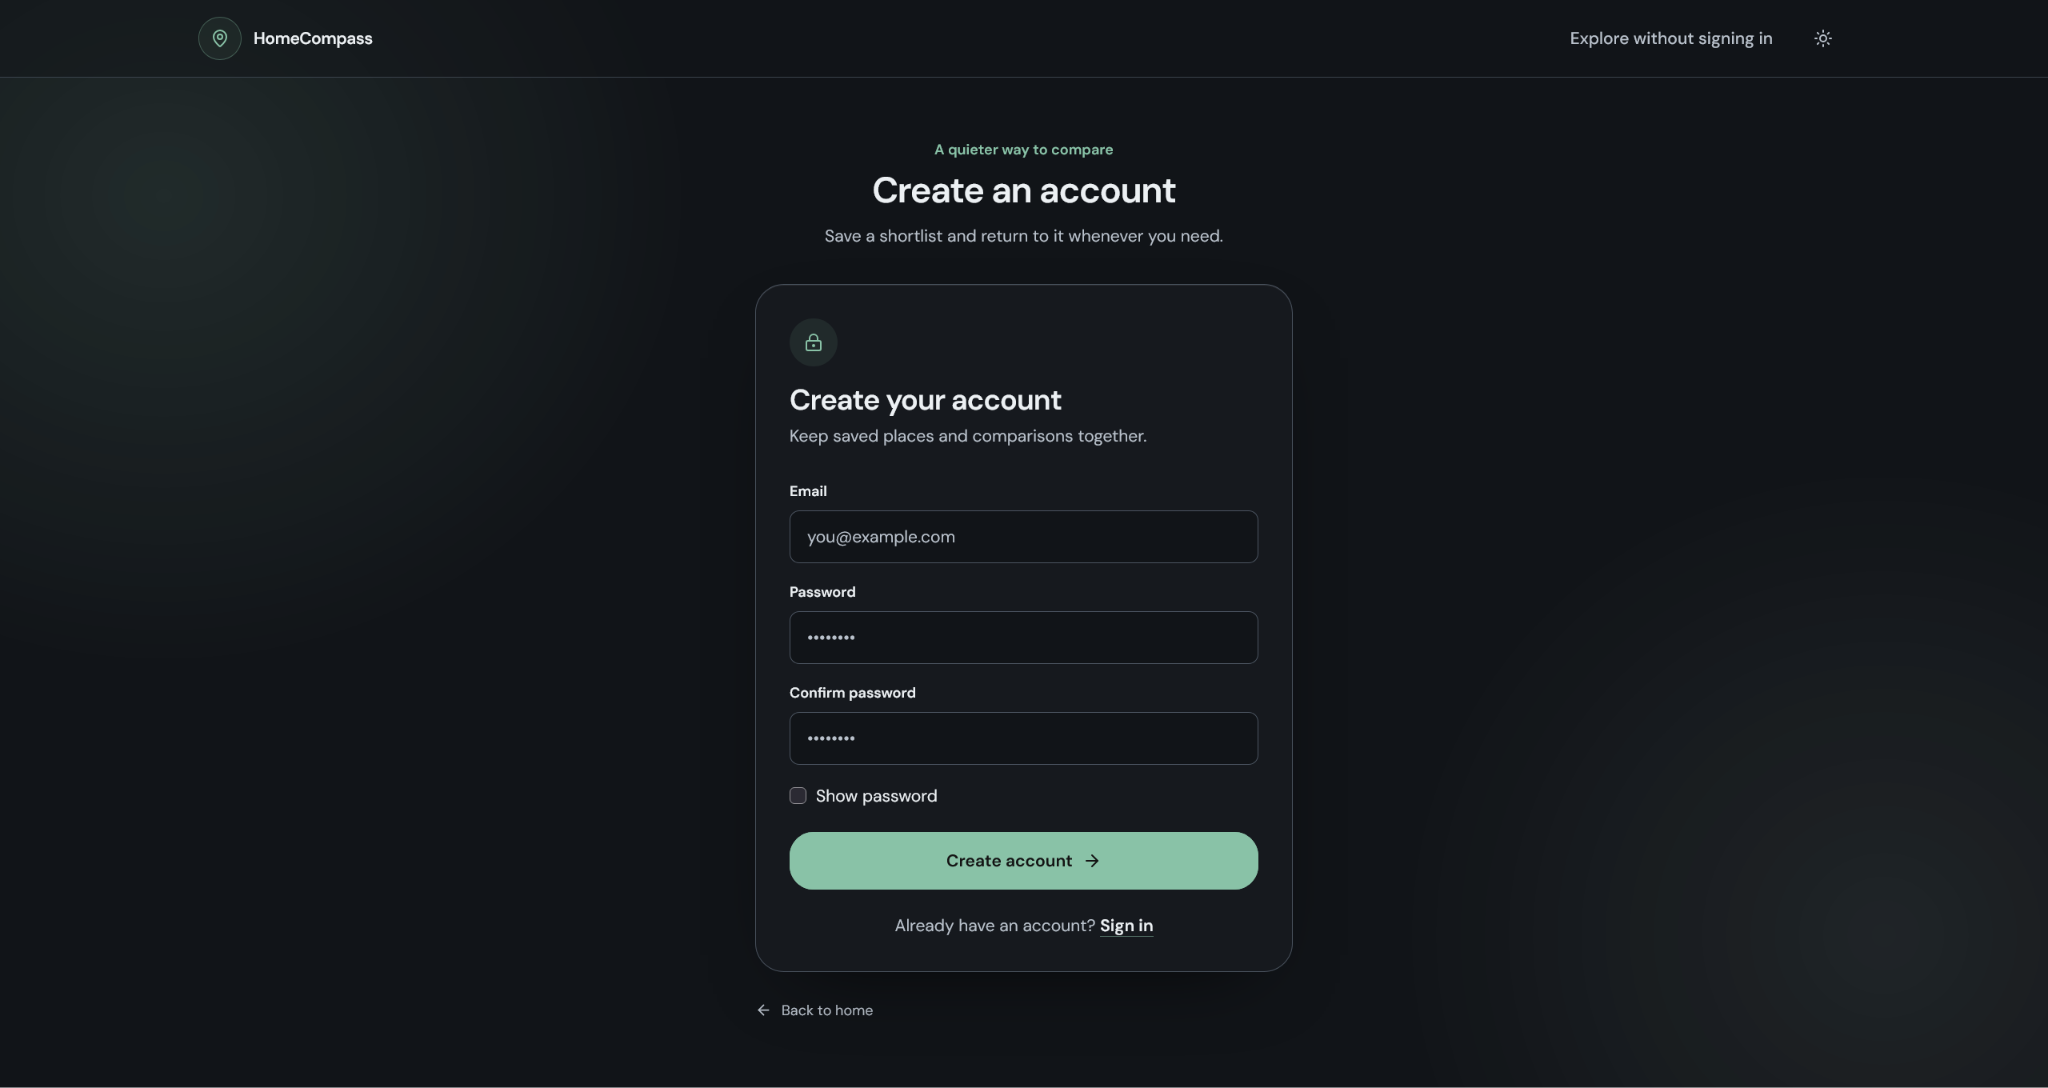 HomeCompass
Explore without signing in
A quieter way to compare
Create an account
Save a shortlist and return to it whenever you need.
Create your account
Keep saved places and comparisons together.
Email
you@example.com
Password
••••••••
Confirm password
••••••••
Show password
Create account →
Already have an account? Sign in
← Back to home